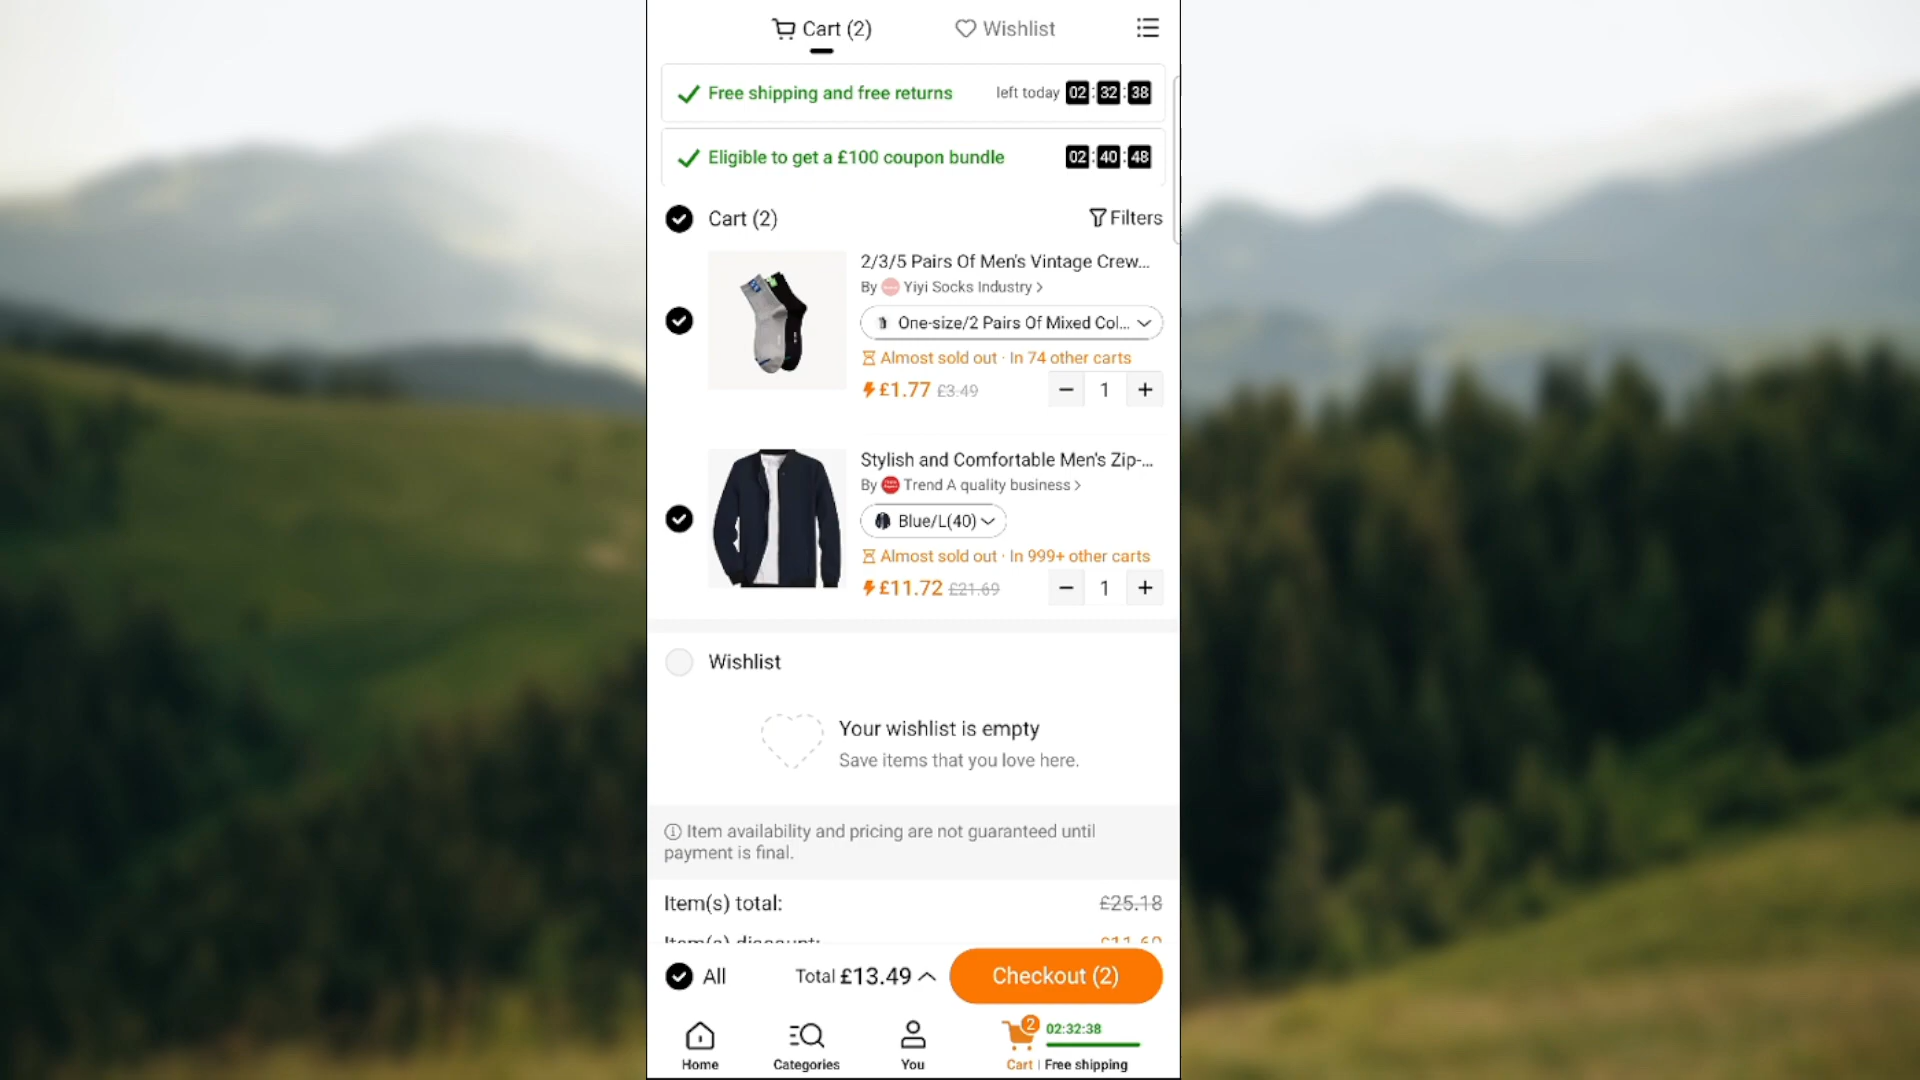 Cart (2)
Wishlist
Free shipping and free returns
left today 02:32:38
Eligible to get a £100 coupon bundle
02:40:48
Cart (2)
Filters
2/3/5 Pairs Of Men's Vintage Crew...
By Yiyi Socks Industry >
One-size/2 Pairs Of Mixed Col...
Almost sold out · In 74 other carts
£1.77 £3.49
− 1 +
Stylish and Comfortable Men's Zip-...
By Trend A quality business >
Blue/L(40)
Almost sold out · In 999+ other carts
£11.72 £21.69
− 1 +
Wishlist
Your wishlist is empty
Save items that you love here.
Item availability and pricing are not guaranteed until
payment is final.
Item(s) total:
£25.18
Item(s) discount:
All
Total £13.49
Checkout (2)
Home
Categories
You
2
02:32:38
Cart | Free shipping